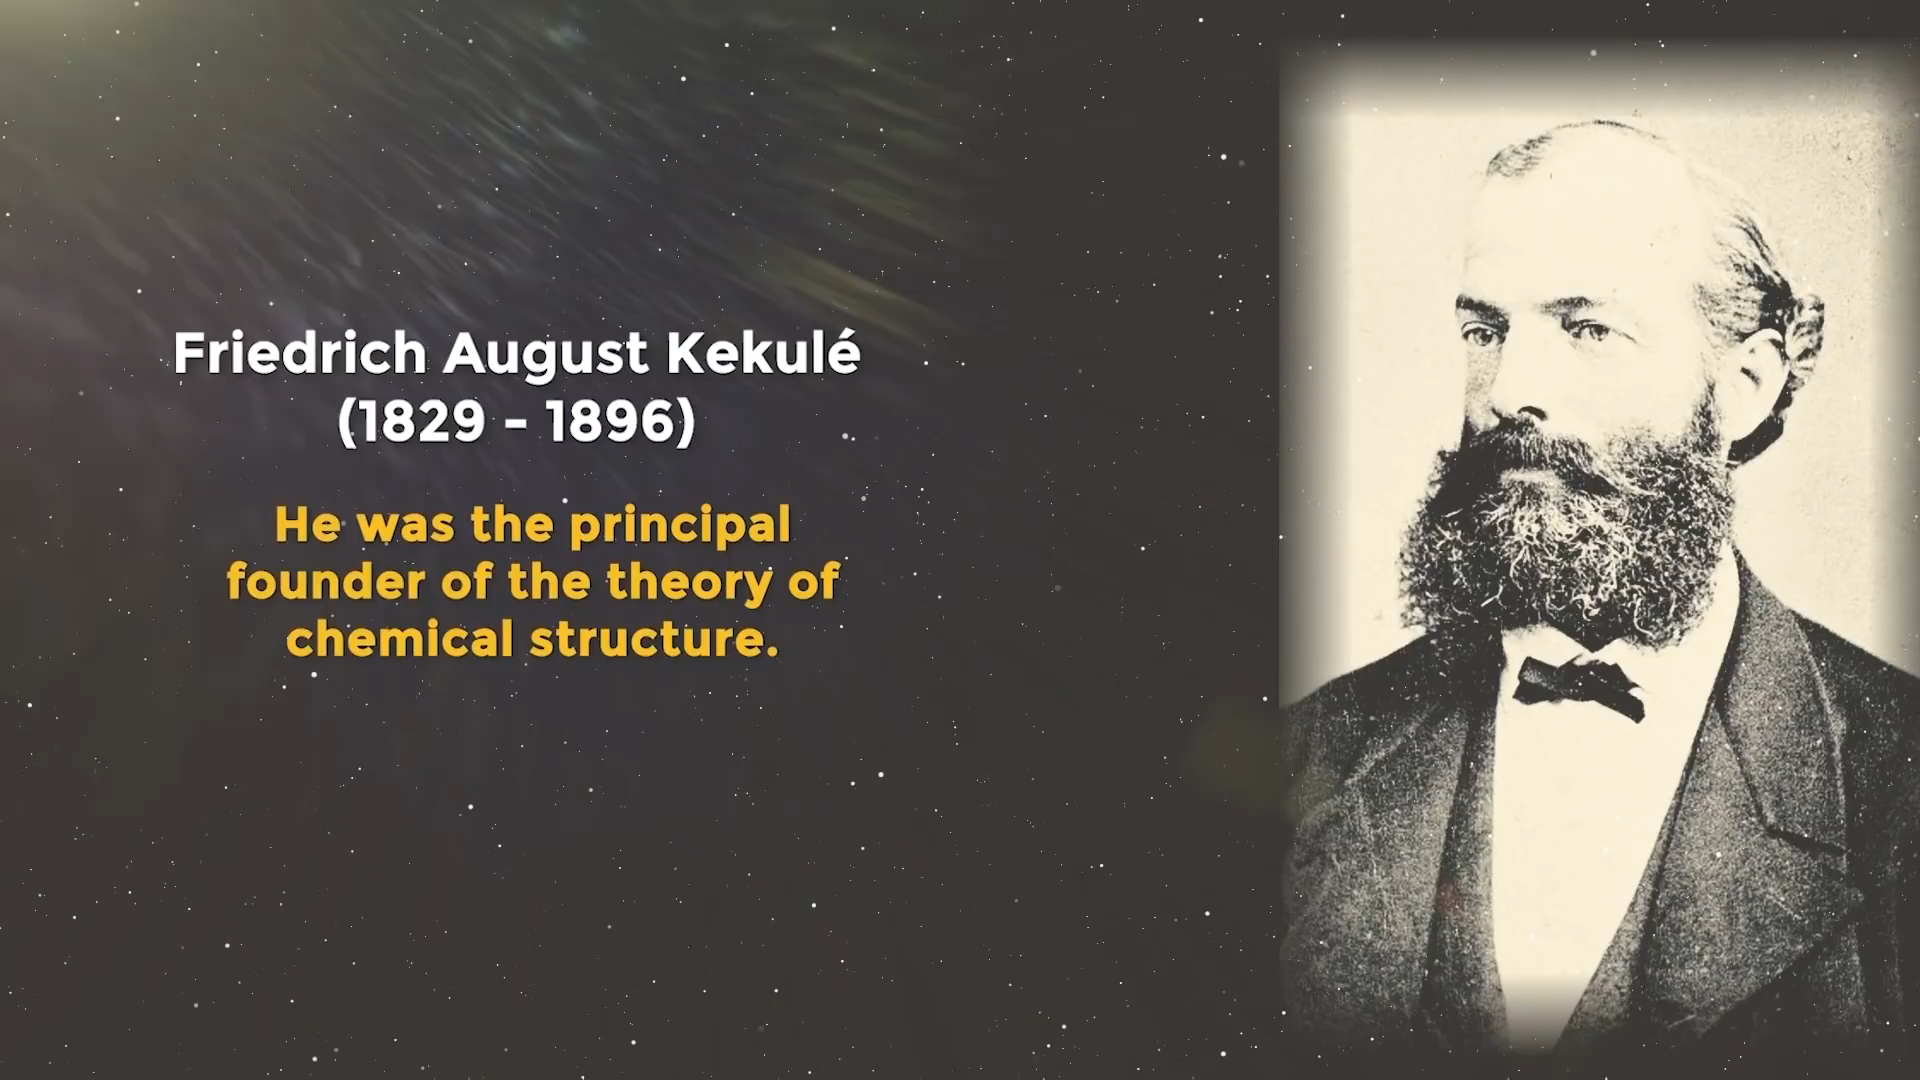 Friedrich August Kekulé
(1829 - 1896)
He was the principal
founder of the theory of
chemical structure.